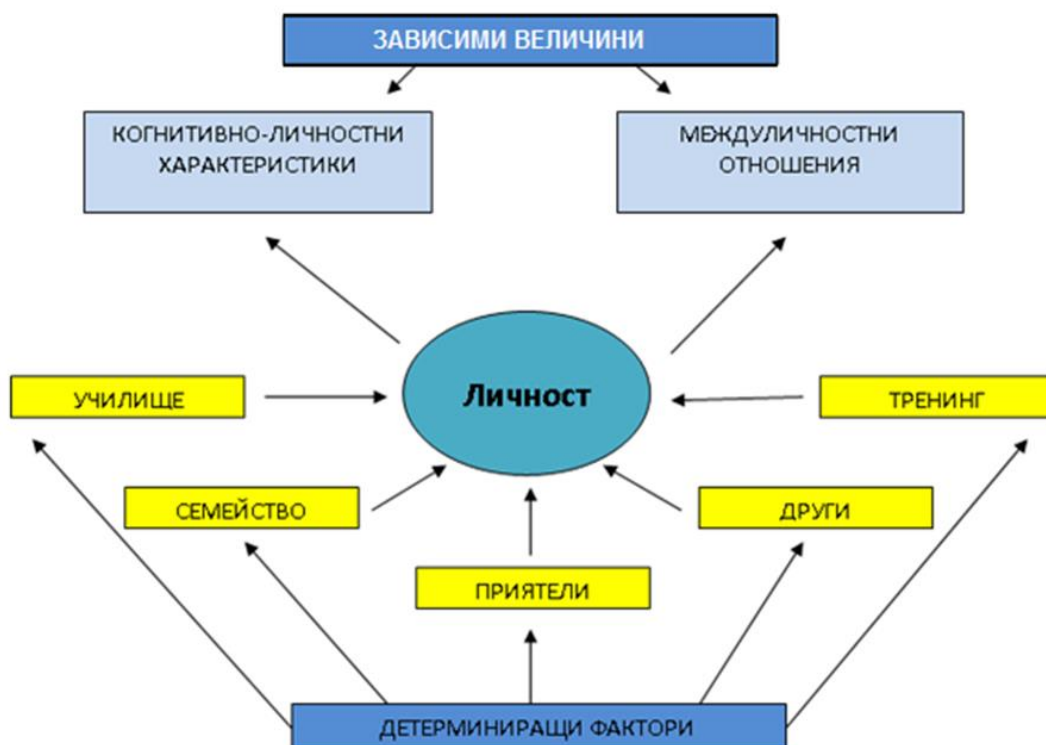 ЗАВИСИМИ ВЕЛИЧИНИ
КОГНИТИВНО-ЛИЧНОСТНИ
ХАРАКТЕРИСТИКИ
МЕЖДУЛИЧНОСТНИ
ОТНОШЕНИЯ
Личност
УЧИЛИЩЕ
ТРЕНИНГ
СЕМЕЙСТВО
ДРУГИ
ПРИЯТЕЛИ
ДЕТЕРМИНИРАЩИ ФАКТОРИ